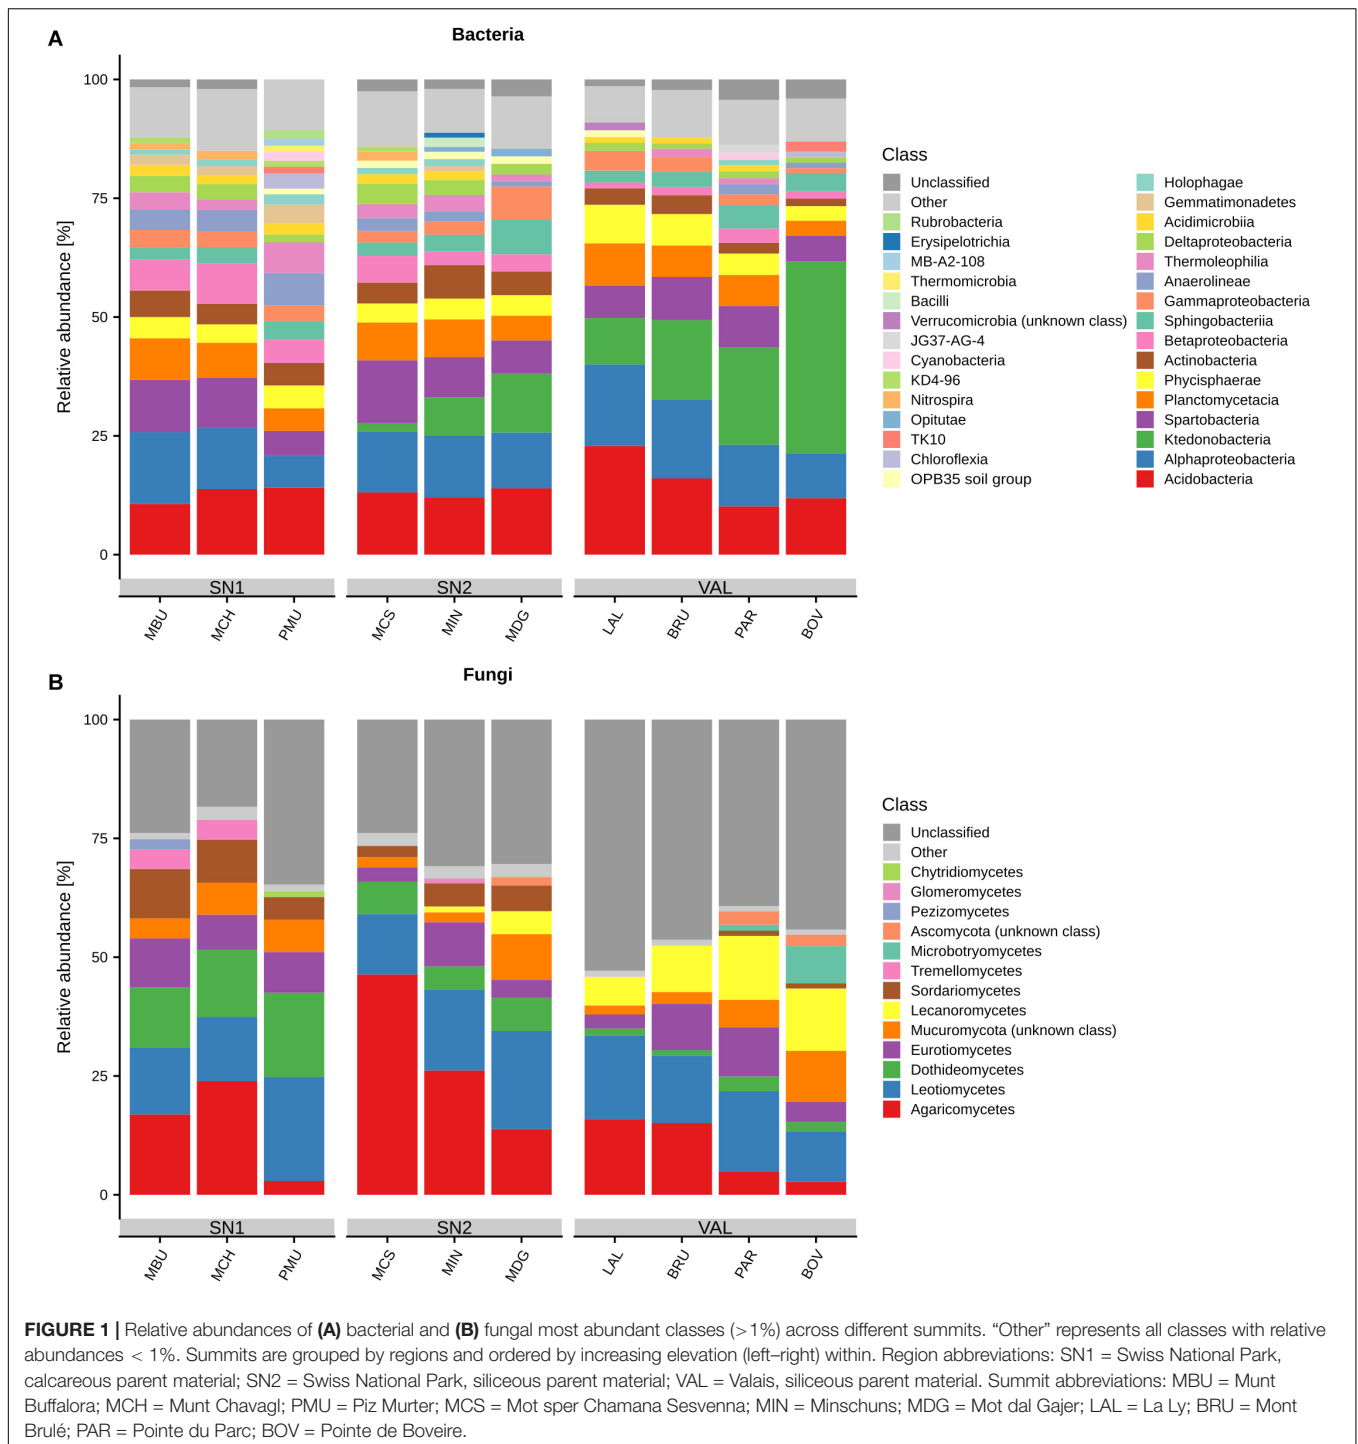 A
Bacteria
Relative abundance [%]
100
75
50
25
0
SN1
SN2
VAL
MBU
MCH
PMU
MCS
MIN
MDG
LAL
BRU
PAR
BOV
Class
Unclassified
Other
Rubrobacteria
Erysipelotrichia
MB-A2-108
Thermomicrobia
Bacilli
Verrucomicrobia (unknown class)
JG37-AG-4
Cyanobacteria
KD4-96
Nitrospira
Opitutae
TK10
Chloroflexia
OPB35 soil group
Holophagae
Gemmatimonadetes
Acidimicrobiia
Deltaproteobacteria
Thermoleophilia
Anaerolineae
Gammaproteobacteria
Sphingobacteriia
Betaproteobacteria
Actinobacteria
Phycisphaerae
Planctomycetacia
Spartobacteria
Ktedonobacteria
Alphaproteobacteria
Acidobacteria
B
Fungi
Relative abundance [%]
100
75
50
25
0
SN1
SN2
VAL
MBU
MCH
PMU
MCS
MIN
MDG
LAL
BRU
PAR
BOV
Class
Unclassified
Other
Chytridiomycetes
Glomeromycetes
Pezizomycetes
Ascomycota (unknown class)
Microbotryomycetes
Tremellomycetes
Sordariomycetes
Lecanoromycetes
Mucuromycota (unknown class)
Eurotiomycetes
Dothideomycetes
Leotiomycetes
Agaricomycetes
FIGURE 1 | Relative abundances of (A) bacterial and (B) fungal most abundant classes (>1%) across different summits. “Other” represents all classes with relative
abundances < 1%. Summits are grouped by regions and ordered by increasing elevation (left–right) within. Region abbreviations: SN1 = Swiss National Park,
calcareous parent material; SN2 = Swiss National Park, siliceous parent material; VAL = Valais, siliceous parent material. Summit abbreviations: MBU = Munt
Buffalora; MCH = Munt Chavagl; PMU = Piz Murter; MCS = Mot sper Chamana Sesvenna; MIN = Minschuns; MDG = Mot dal Gajer; LAL = La Ly; BRU = Mont
Brulé; PAR = Pointe du Parc; BOV = Pointe de Boveire.